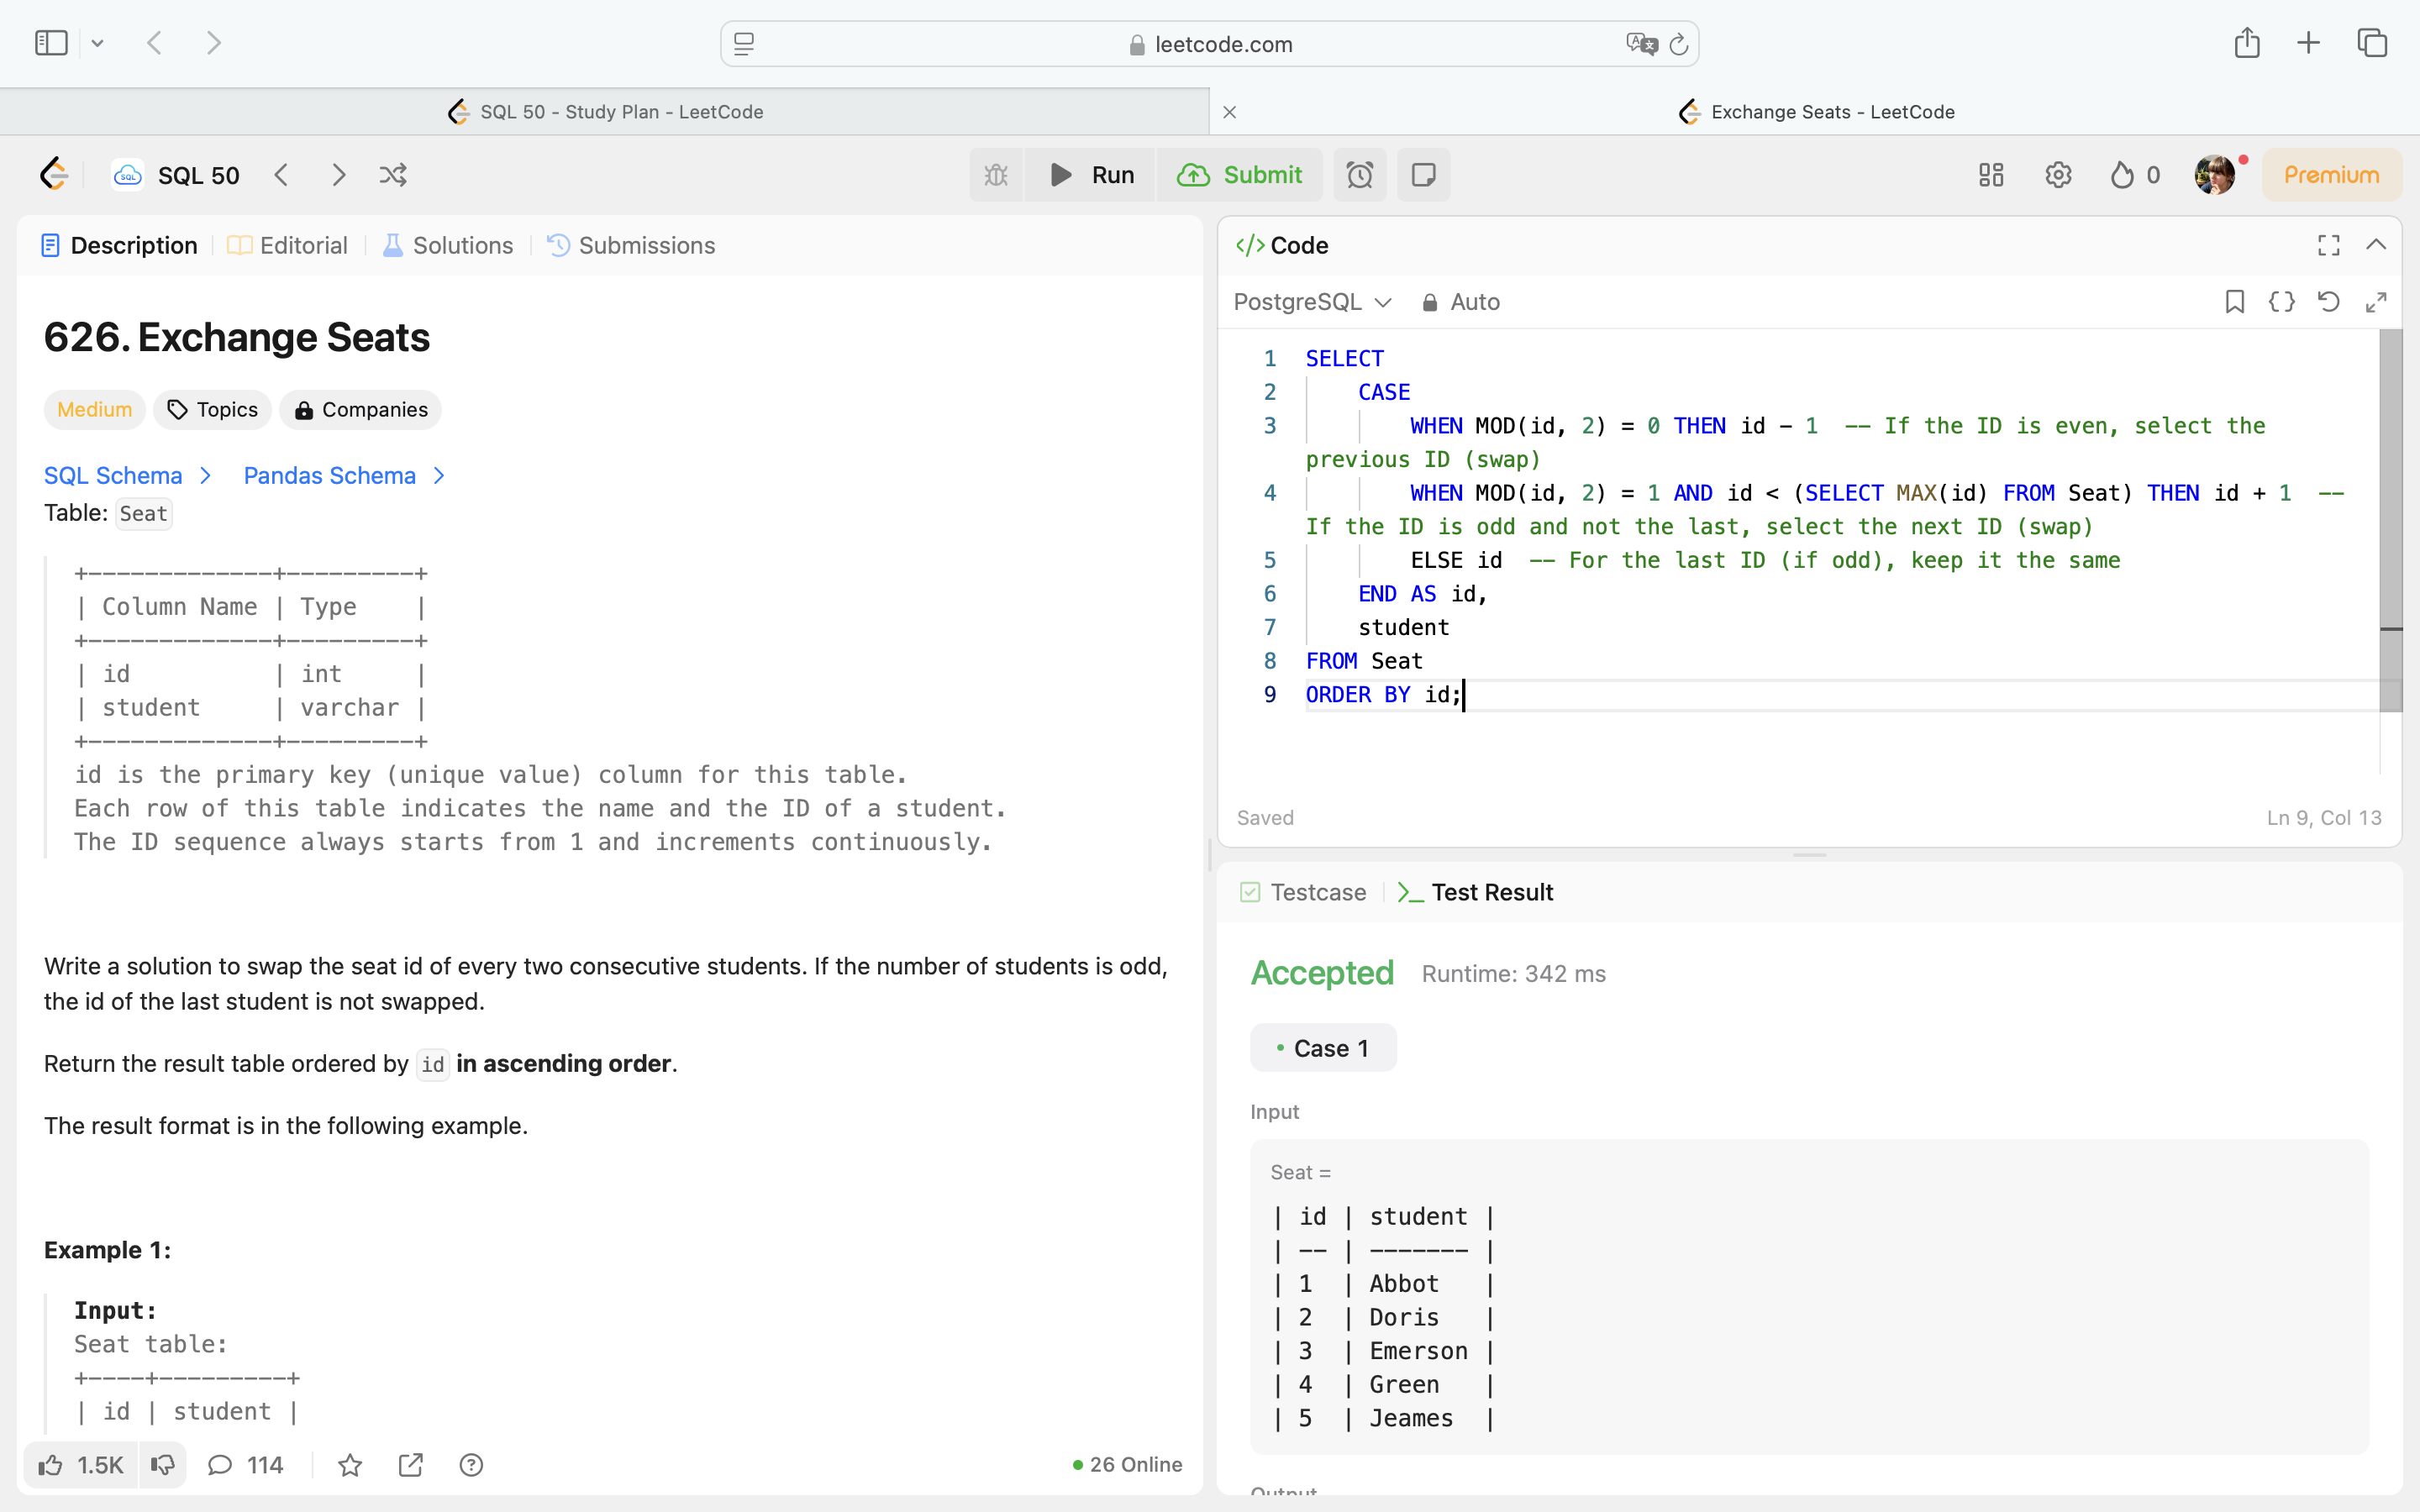 leetcode.com
SQL 50 - Study Plan - LeetCode
Exchange Seats - LeetCode
SQL
SQL 50
Run
Submit
0
Premium
Description
Editorial
Solutions
Submissions
626. Exchange Seats
Medium
Topics
Companies
SQL Schema
Pandas Schema
Table: Seat
+-------------+---------+
| Column Name | Type    |
+-------------+---------+
| id          | int     |
| student     | varchar |
+-------------+---------+
id is the primary key (unique value) column for this table.
Each row of this table indicates the name and the ID of a student.
The ID sequence always starts from 1 and increments continuously.
Write a solution to swap the seat id of every two consecutive students. If the number of students is odd,
the id of the last student is not swapped.
Return the result table ordered by id in ascending order.
The result format is in the following example.
Example 1:
Input:
Seat table:
+----+---------+
| id | student |
1.5K
114
26 Online
</> Code
PostgreSQL
Auto
1 SELECT
2     CASE
3         WHEN MOD(id, 2) = 0 THEN id - 1  -- If the ID is even, select the
previous ID (swap)
4         WHEN MOD(id, 2) = 1 AND id < (SELECT MAX(id) FROM Seat) THEN id + 1  --
If the ID is odd and not the last, select the next ID (swap)
5         ELSE id  -- For the last ID (if odd), keep it the same
6     END AS id,
7     student
8 FROM Seat
9 ORDER BY id;
Saved
Ln 9, Col 13
Testcase
>_ Test Result
Accepted
Runtime: 342 ms
• Case 1
Input
Seat =
| id | student |
| -- | ------- |
| 1  | Abbot   |
| 2  | Doris   |
| 3  | Emerson |
| 4  | Green   |
| 5  | Jeames  |
Output